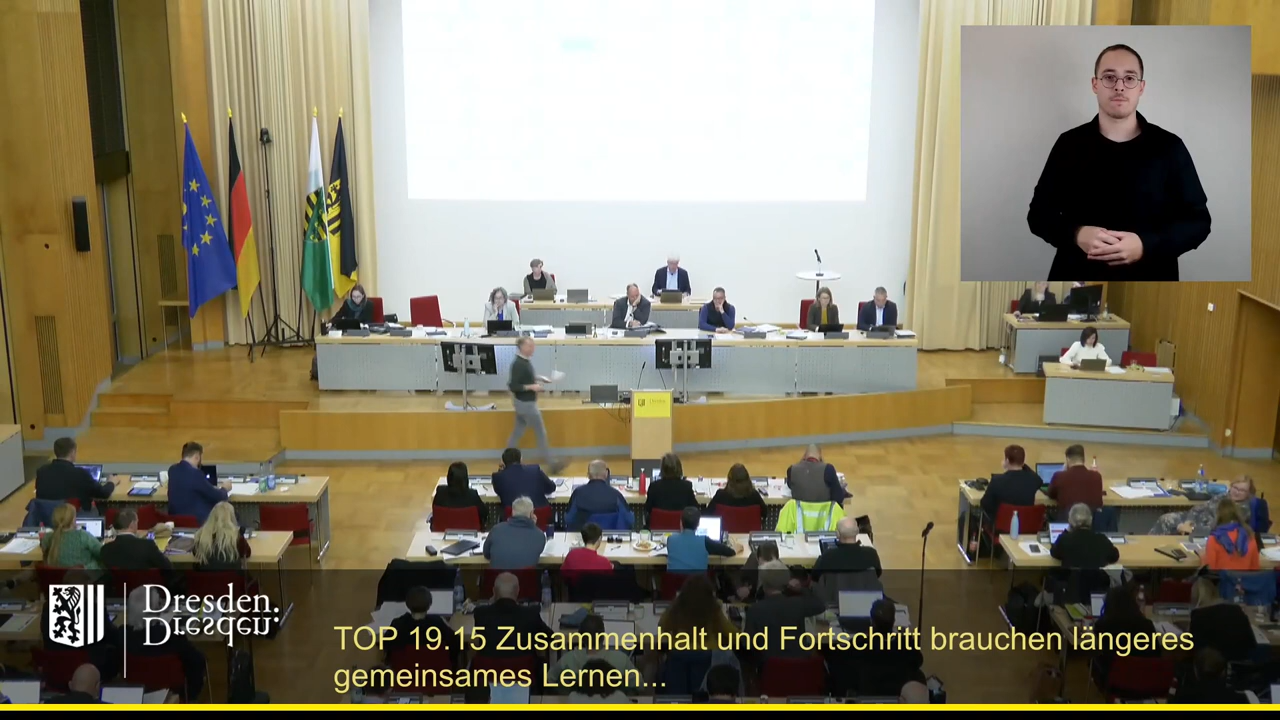 Dresden.
Dresden.
TOP 19.15 Zusammenhalt und Fortschritt brauchen längeres
gemeinsames Lernen...